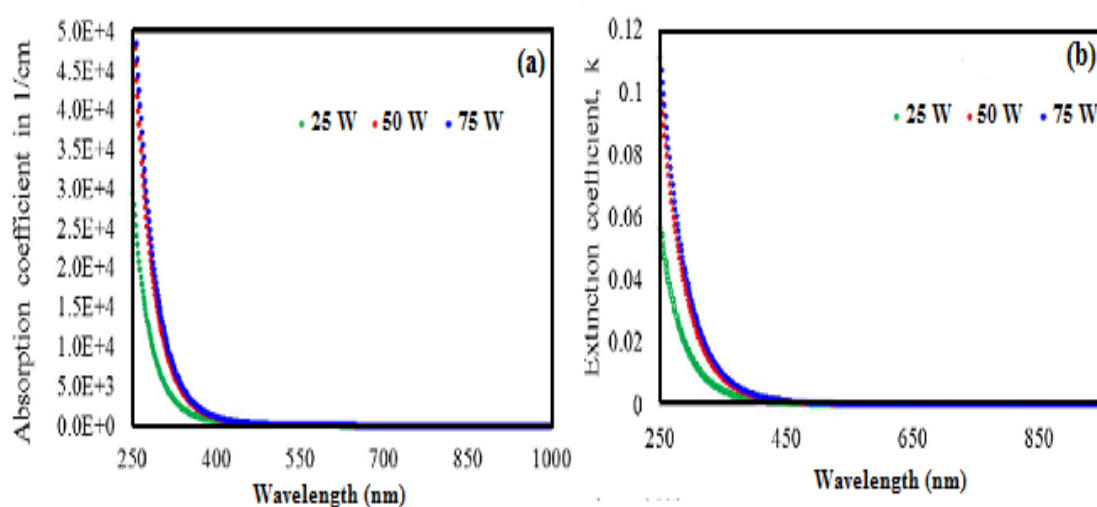 Absorption coefficient in 1/cm
5.0E+4
4.5E+4
4.0E+4
3.5E+4
3.0E+4
2.5E+4
2.0E+4
1.5E+4
1.0E+4
5.0E+3
0.0E+0
(a)
25 W 50 W 75 W
250 400 550 700 850 1000
Wavelength (nm)
Extinction coefficient, k
0.12
0.1
0.08
0.06
0.04
0.02
0
(b)
25 W 50 W 75 W
250 450 650 850
Wavelength (nm)